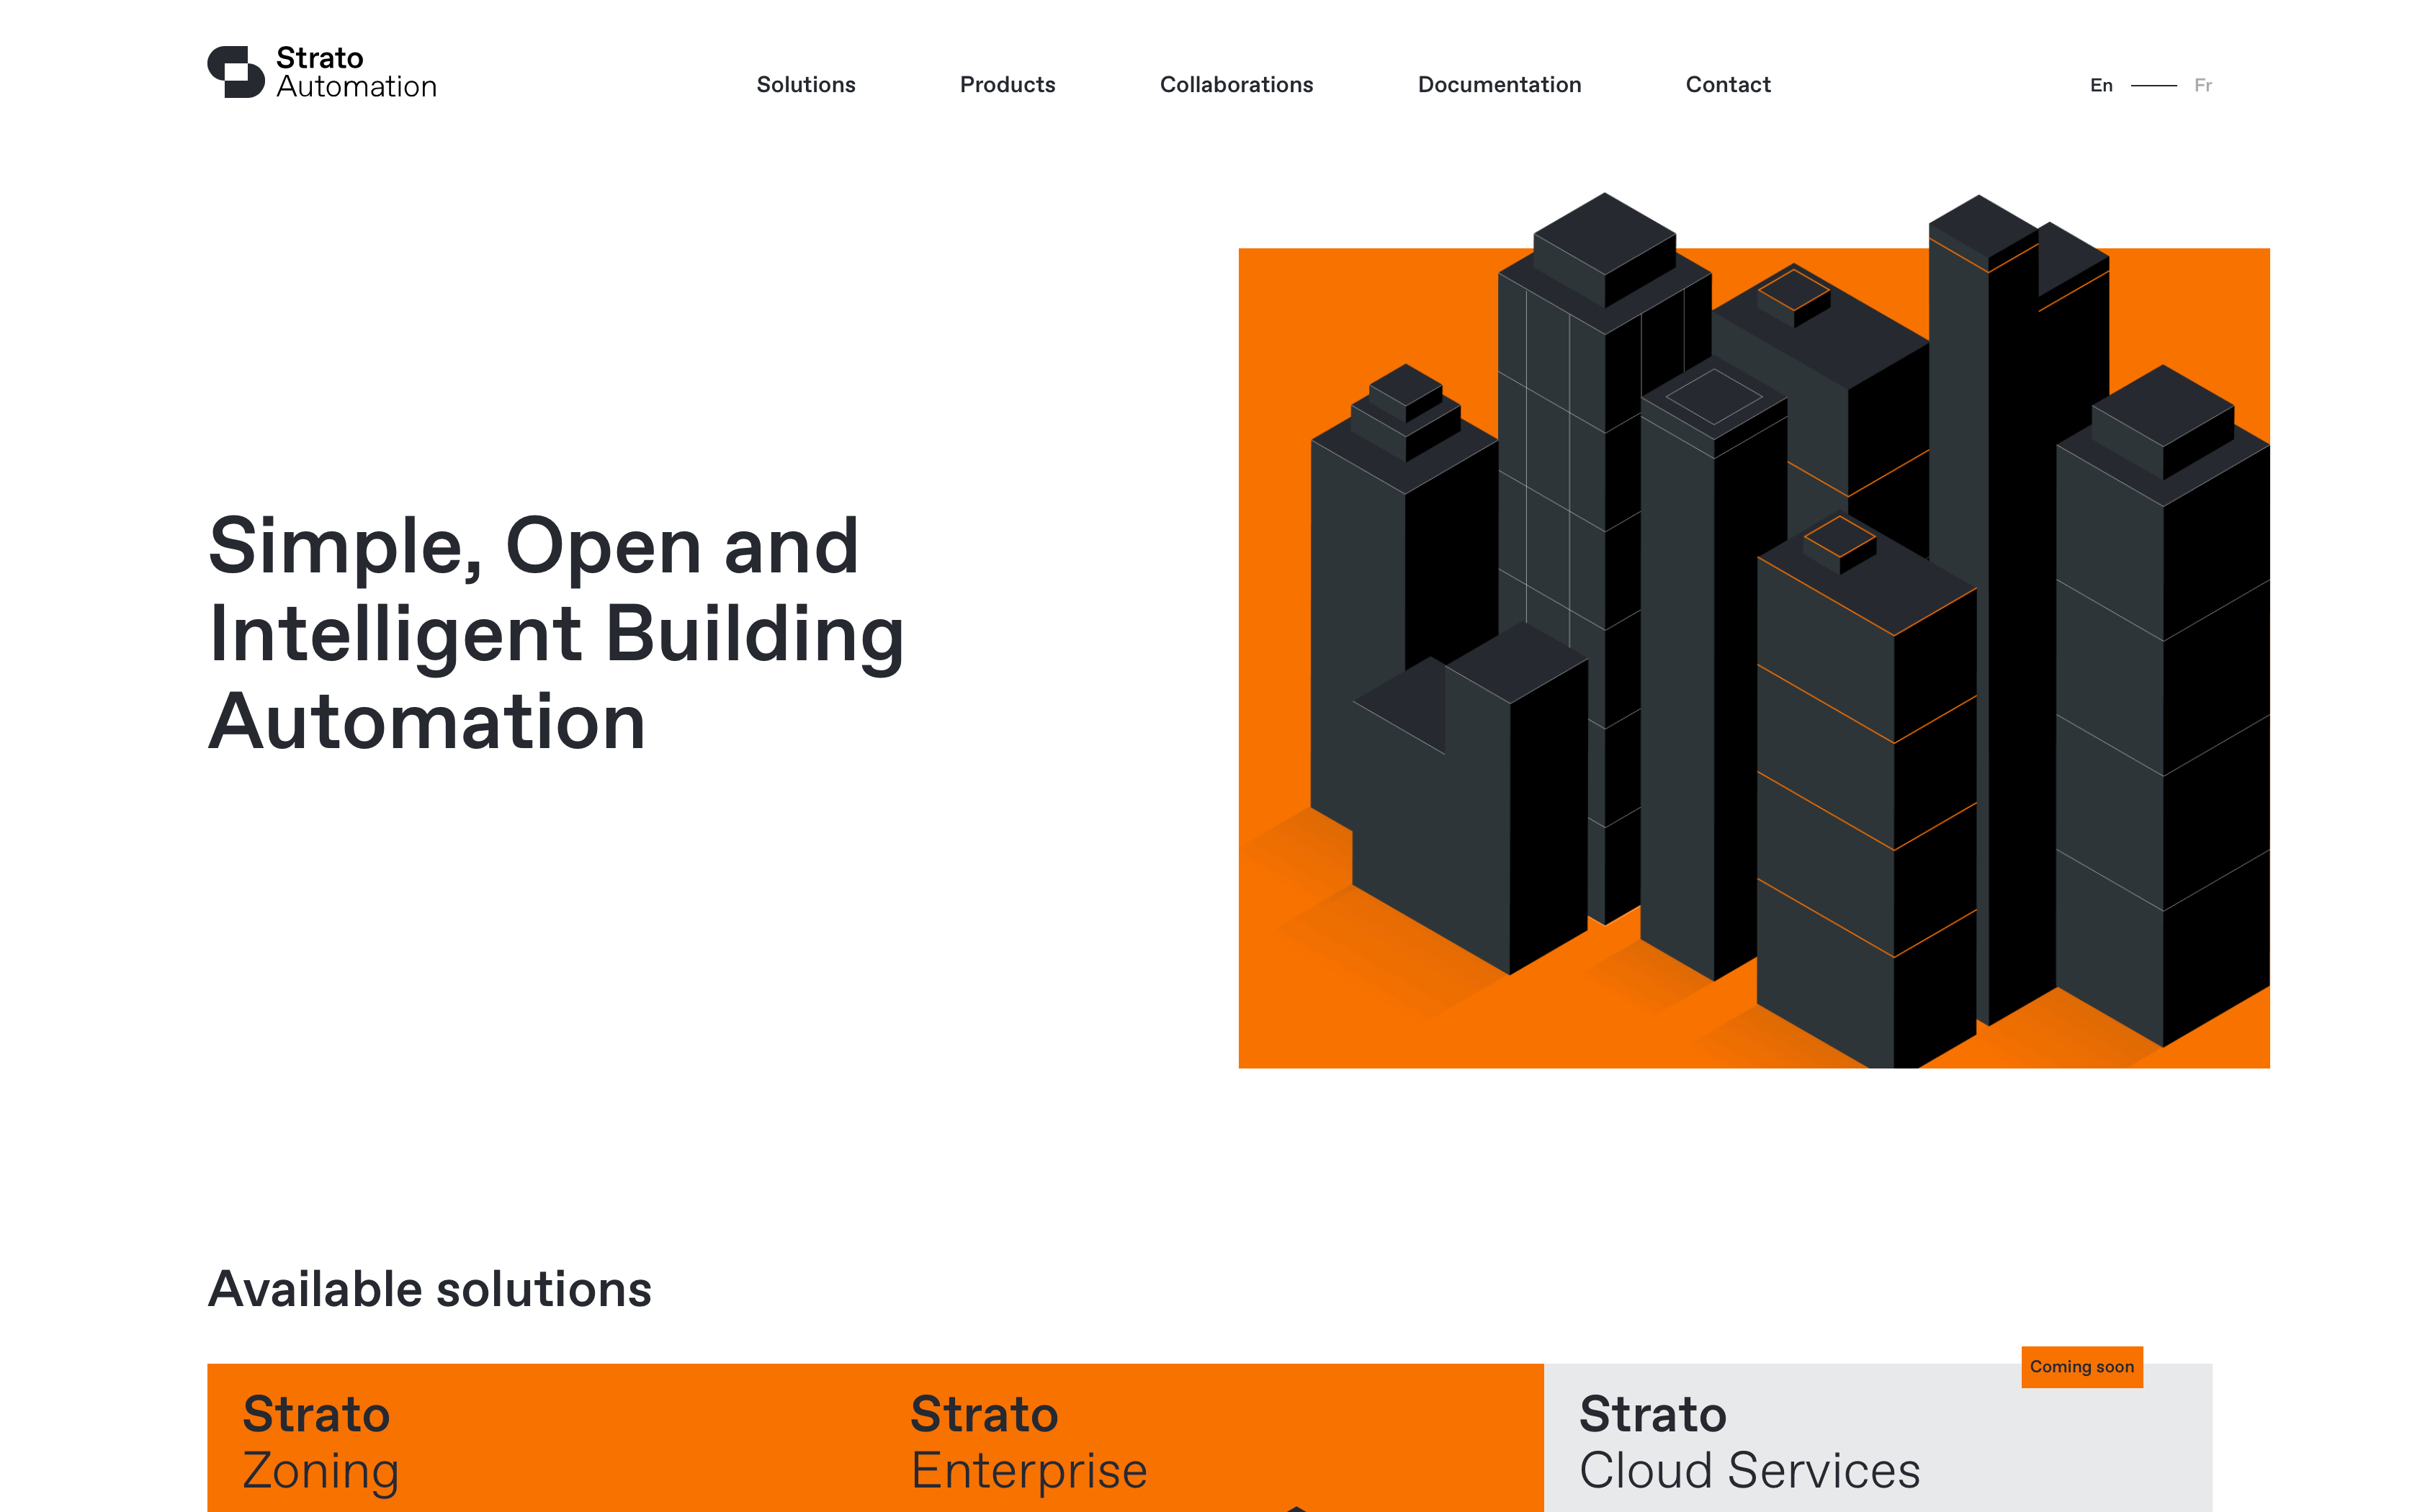 Strato
Automation
Solutions
Products
Collaborations
Documentation
Contact
En
Fr
Simple, Open and
Intelligent Building
Automation
Available solutions
Coming soon
Strato
Zoning
Strato
Enterprise
Strato
Cloud Services